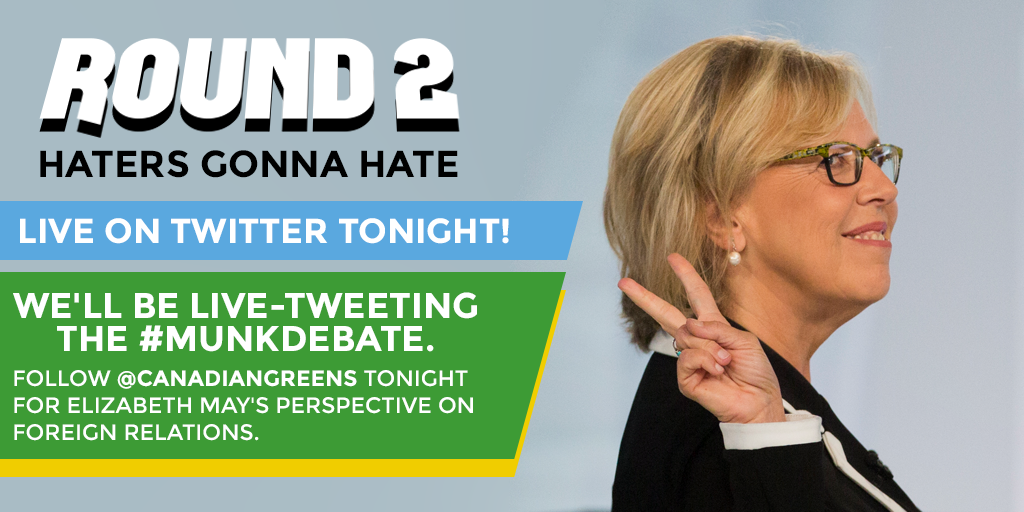 ROUND 2
HATERS GONNA HATE
LIVE ON TWITTER TONIGHT!
WE'LL BE LIVE-TWEETING
THE #MUNKDEBATE.
FOLLOW @CANADIANGREENS TONIGHT
FOR ELIZABETH MAY'S PERSPECTIVE ON
FOREIGN RELATIONS.